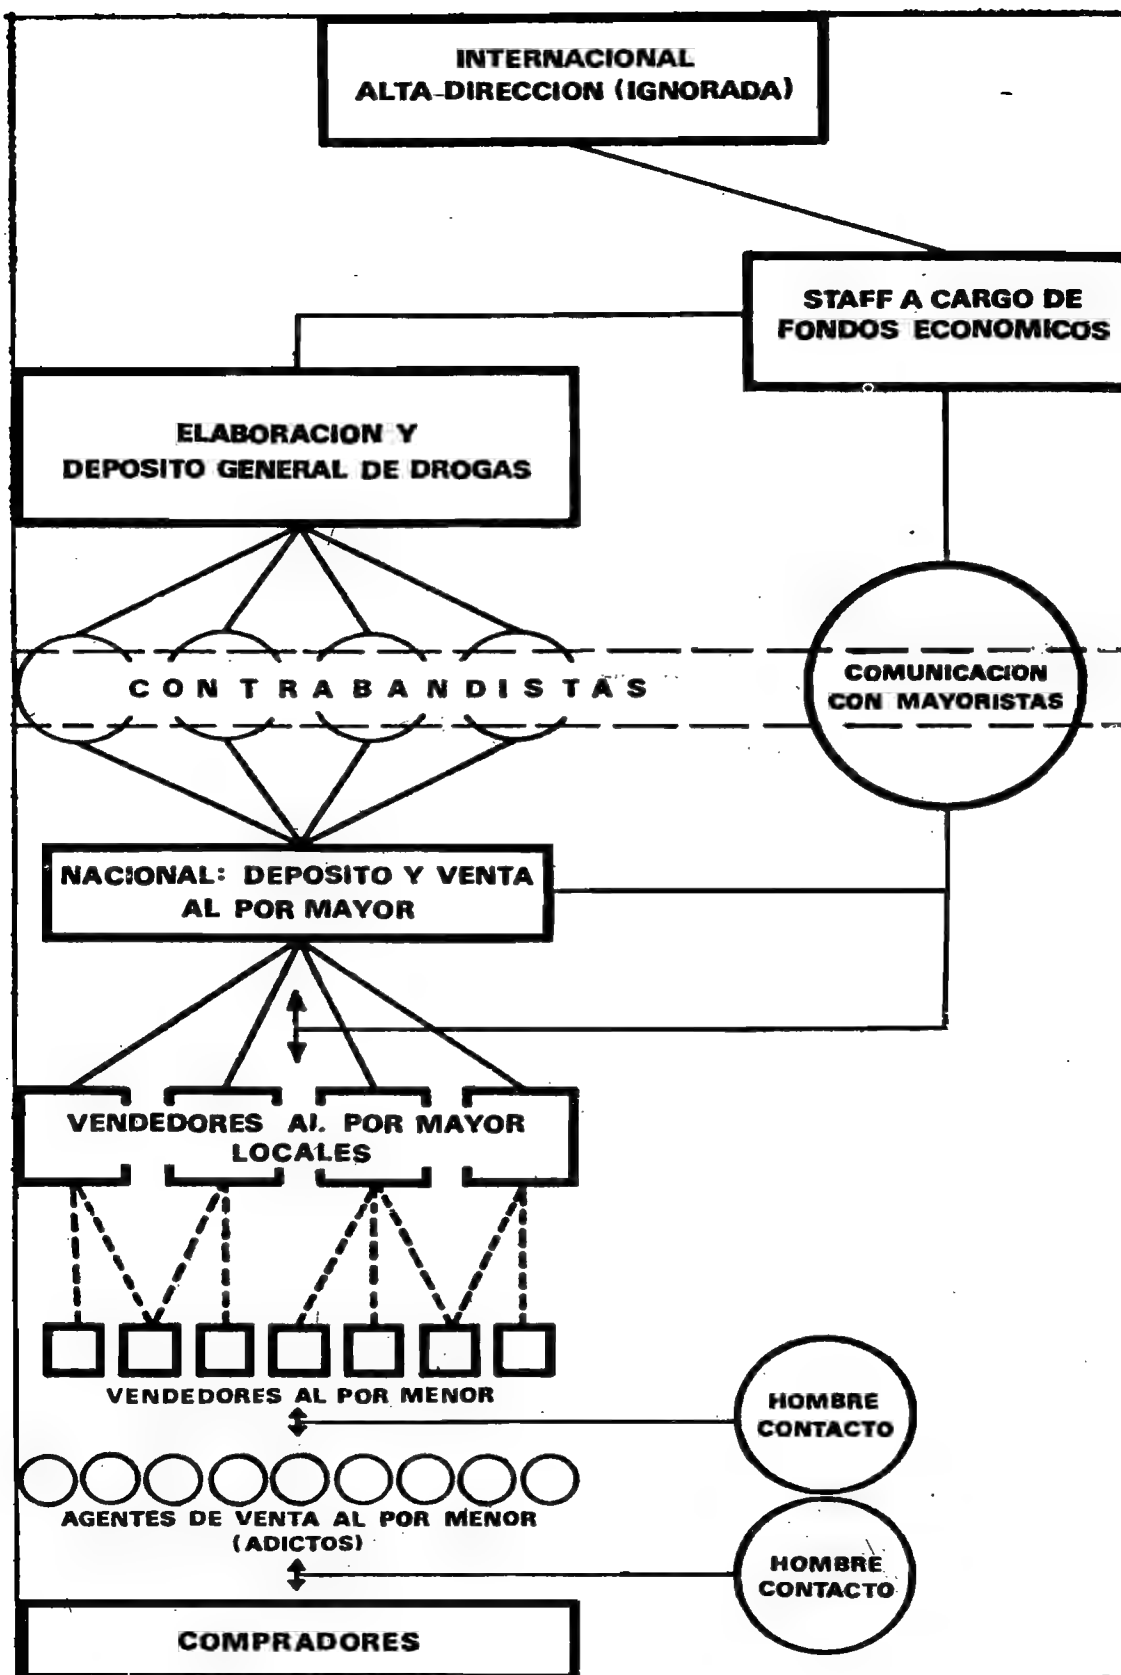 INTERNACIONAL
ALTA-DIRECCION (IGNORADA)
STAFF A CARGO DE
FONDOS ECONOMICOS
ELABORACION Y
DEPOSITO GENERAL DE DROGAS
CONTRABANDISTAS
COMUNICACION
CON MAYORISTAS
NACIONAL: DEPOSITO Y VENTA
AL POR MAYOR
VENDEDORES AL POR MAYOR
LOCALES
VENDEDORES AL POR MENOR
HOMBRE
CONTACTO
AGENTES DE VENTA AL POR MENOR
(ADICTOS)
HOMBRE
CONTACTO
COMPRADORES